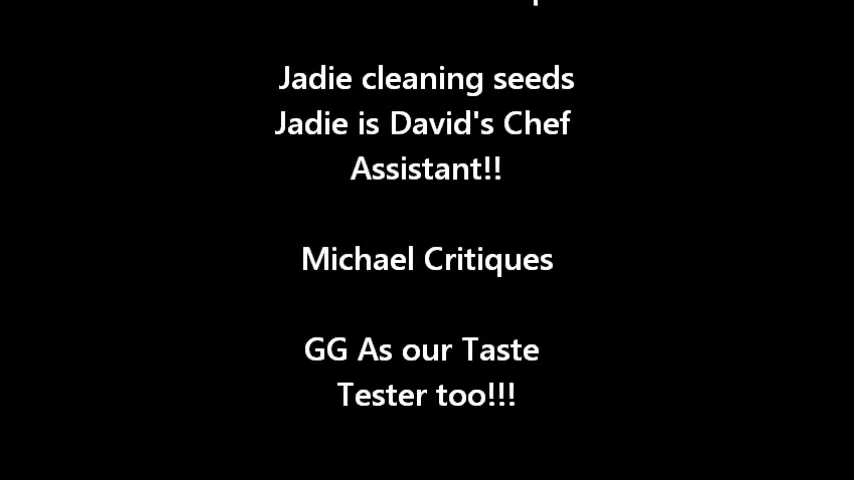 Jadie cleaning seeds
Jadie is David's Chef
Assistant!!
Michael Critiques
GG As our Taste
Tester too!!!